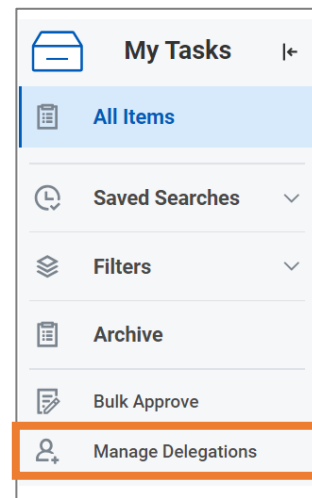 My Tasks
All Items
Saved Searches
Filters
Archive
Bulk Approve
Manage Delegations